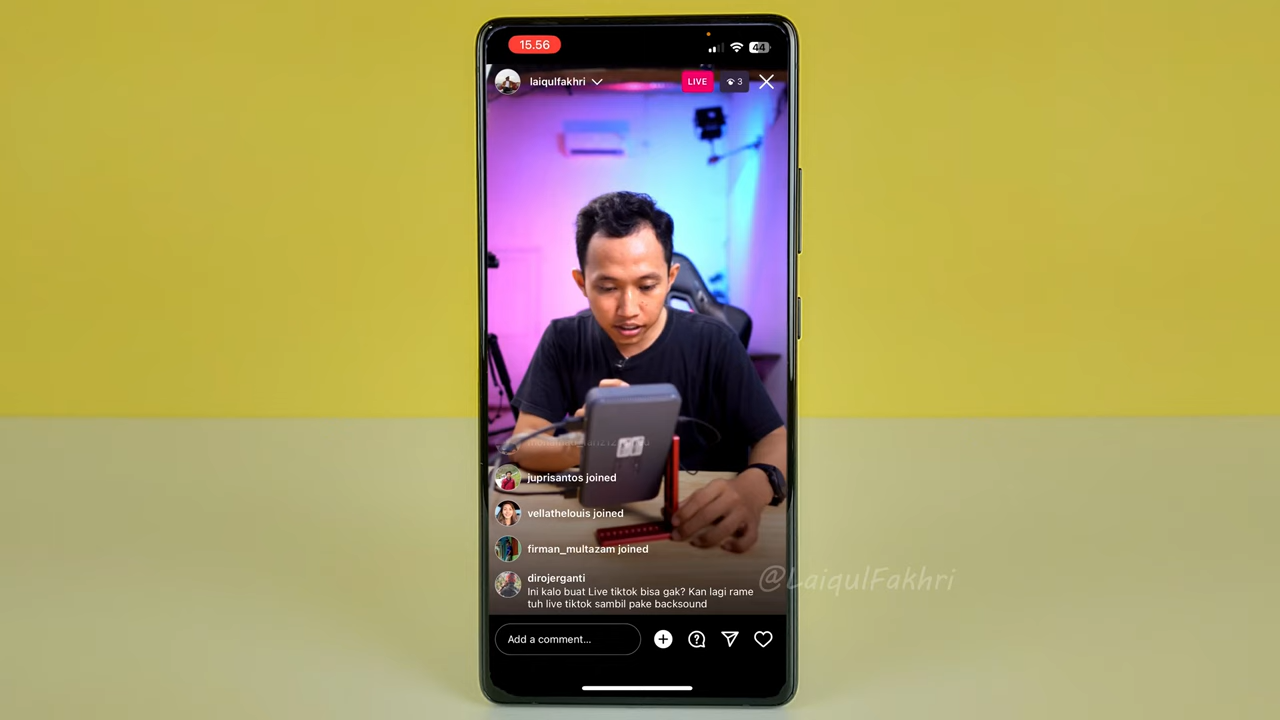 15.56
44
laiqulfakhri
LIVE
3
juprisantos joined
vellathelouis joined
firman_multazam joined
dirojerganti
Ini kalo buat Live tiktok bisa gak? Kan lagi rame
tuh live tiktok sambil pake backsound
@LaiqulFakhri
Add a comment...